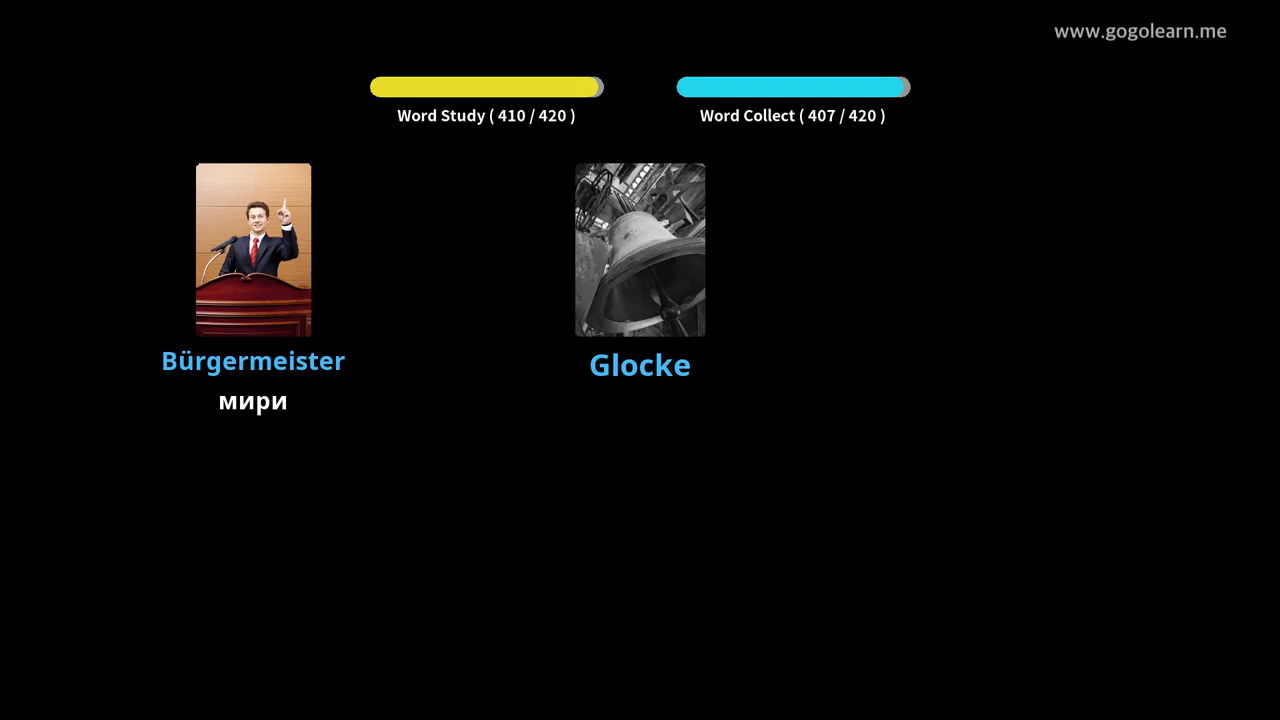 www.gogolearn.me
Word Study ( 410 / 420 )
Word Collect ( 407 / 420 )
Bürgermeister
мири
Glocke